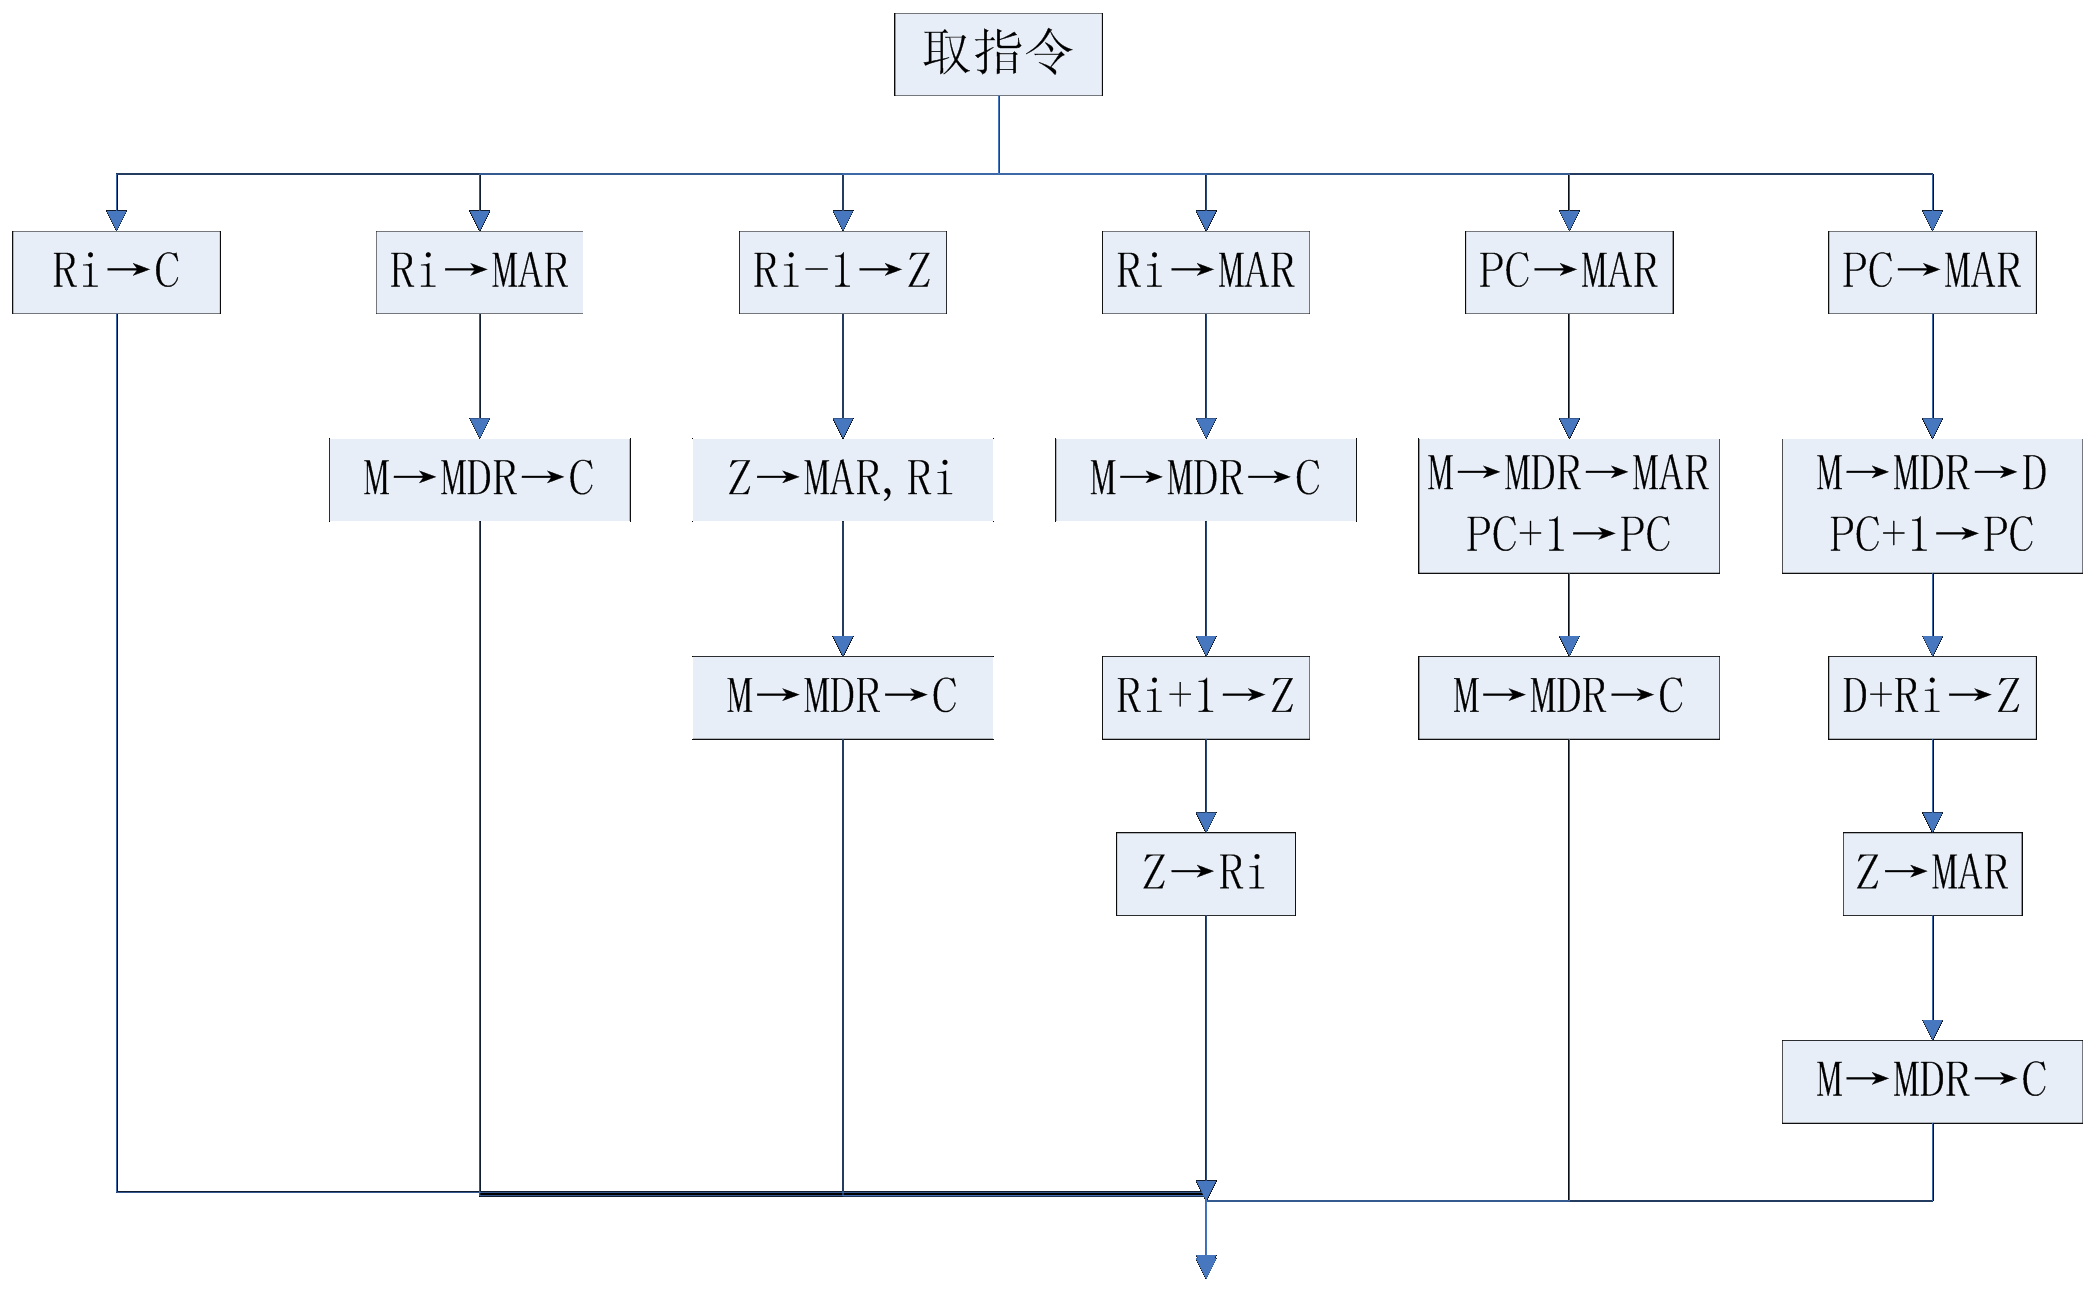 取指令
Ri→C
Ri→MAR
Ri-1→Z
Ri→MAR
PC→MAR
PC→MAR
M→MDR→C
Z→MAR,Ri
M→MDR→C
M→MDR→MAR
PC+1→PC
M→MDR→D
PC+1→PC
M→MDR→C
Ri+1→Z
M→MDR→C
D+Ri→Z
Z→Ri
Z→MAR
M→MDR→C